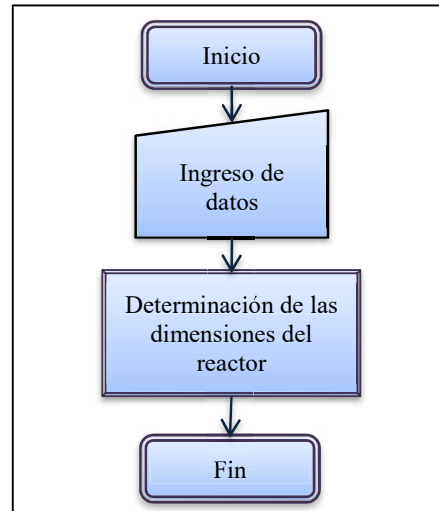 Inicio
Ingreso de
datos
Determinación de las
dimensiones del
reactor
Fin